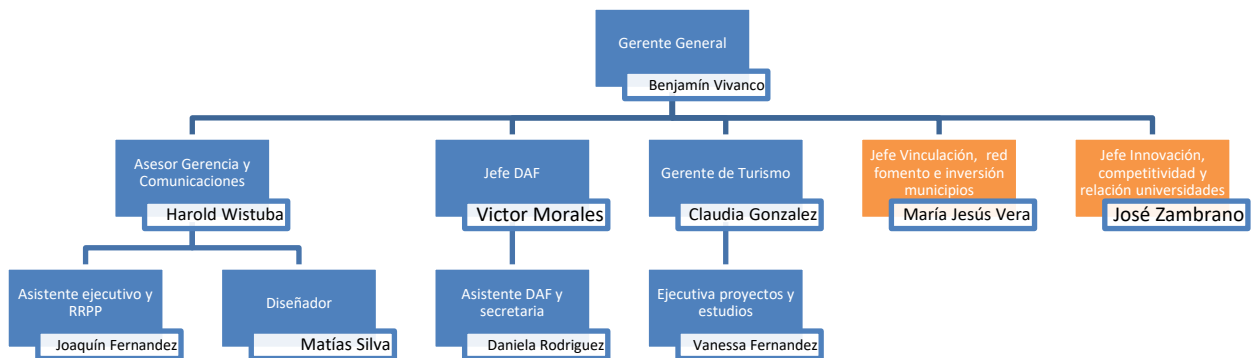 Gerente General
Benjamín Vivanco
Asesor Gerencia y
Comunicaciones
Harold Wistuba
Jefe DAF
Victor Morales
Gerente de Turismo
Claudia Gonzalez
Jefe Vinculación, red
fomento e inversión
municipios
María Jesús Vera
Jefe Innovación,
competitividad y
relación universidades
José Zambrano
Asistente ejecutivo y
RRPP
Joaquín Fernandez
Diseñador
Matías Silva
Asistente DAF y
secretaria
Daniela Rodriguez
Ejecutiva proyectos y
estudios
Vanessa Fernandez